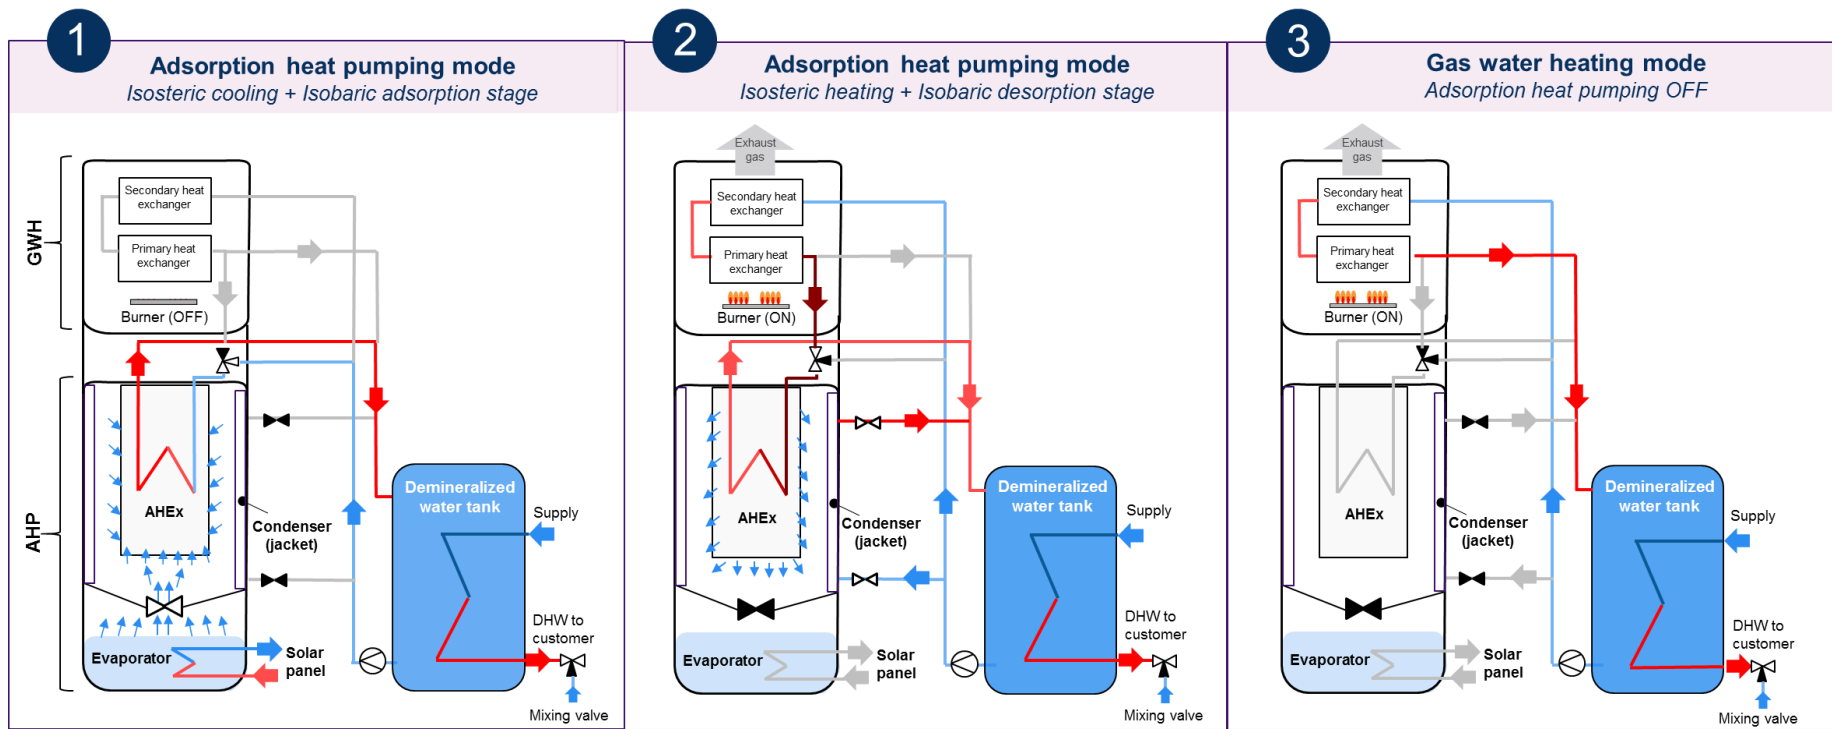 1
Adsorption heat pumping mode
Isosteric cooling + Isobaric adsorption stage
GWH
Secondary heat
exchanger
Primary heat
exchanger
Burner (OFF)
AHP
AHEx
Condenser
(jacket)
Evaporator
Solar
panel
Demineralized
water tank
Supply
DHW to
customer
Mixing valve
2
Adsorption heat pumping mode
Isosteric heating + Isobaric desorption stage
Exhaust
gas
Secondary heat
exchanger
Primary heat
exchanger
Burner (ON)
AHEx
Condenser
(jacket)
Evaporator
Solar
panel
Demineralized
water tank
Supply
DHW to
customer
Mixing valve
3
Gas water heating mode
Adsorption heat pumping OFF
Exhaust
gas
Secondary heat
exchanger
Primary heat
exchanger
Burner (ON)
AHEx
Condenser
(jacket)
Evaporator
Solar
panel
Demineralized
water tank
Supply
DHW to
customer
Mixing valve